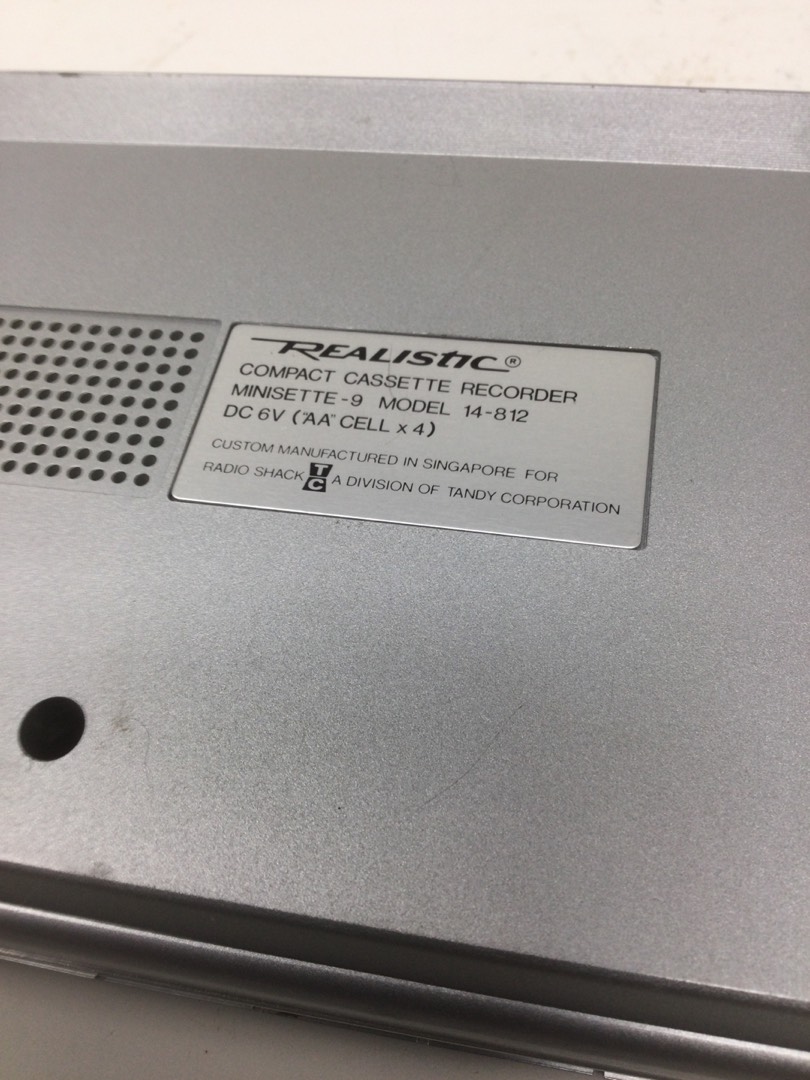 REALISTIC®
COMPACT CASSETTE RECORDER
MINISETTE-9 MODEL 14-812
DC 6V ("AA" CELL x 4)
CUSTOM MANUFACTURED IN SINGAPORE FOR
RADIO SHACK TC A DIVISION OF TANDY CORPORATION